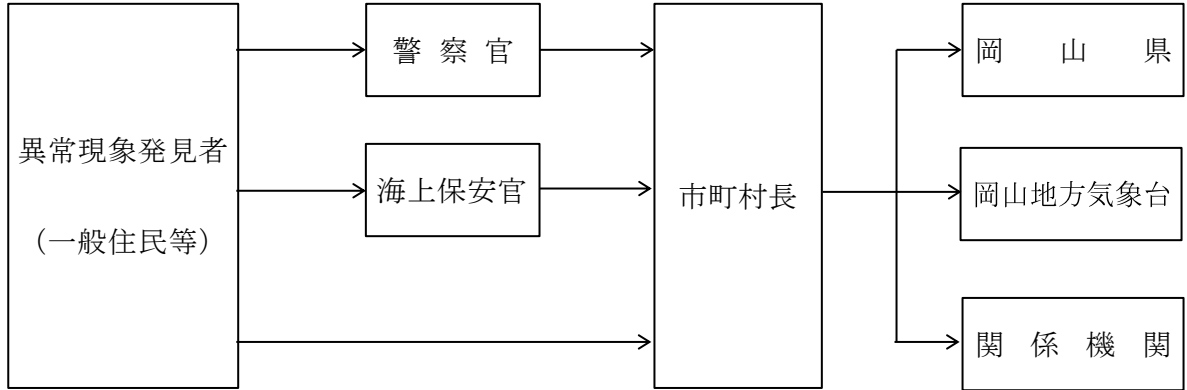 異常現象発見者
(一般住民等)
警察官
海上保安官
市町村長
岡山県
岡山地方気象台
関係機関